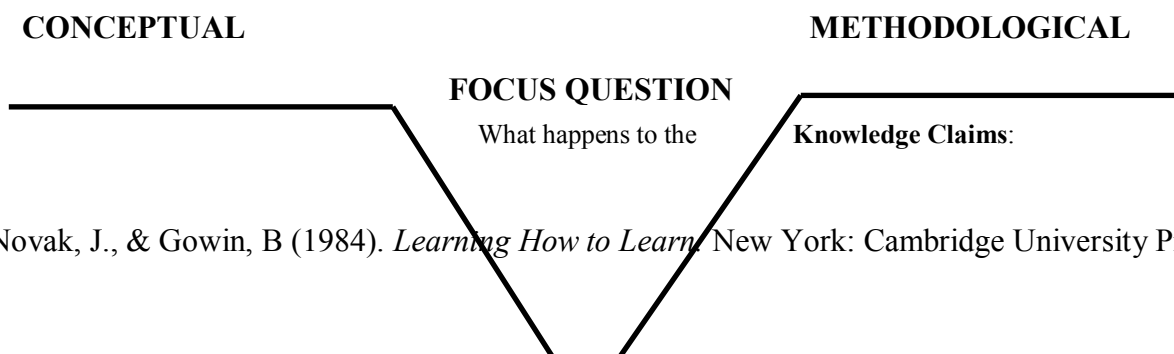 CONCEPTUAL
METHODOLOGICAL
FOCUS QUESTION
What happens to the
Knowledge Claims:
Novak, J., & Gowin, B (1984). Learning How to Learn. New York: Cambridge University P